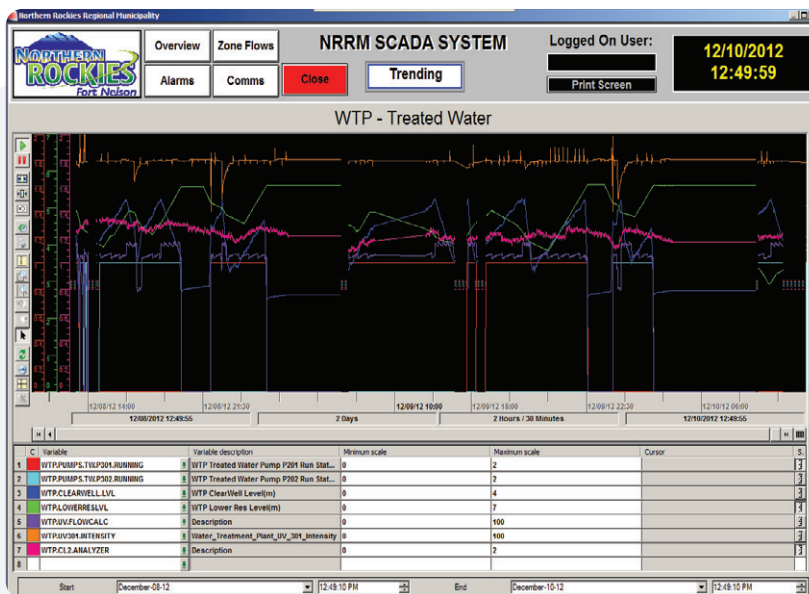 Northern Rockies Regional Municipality
NORTHERN
ROCKIES
Fort Nelson
Overview
Zone Flows
Alarms
Comms
Close
NRRM SCADA SYSTEM
Trending
Logged On User:
Print Screen
12/10/2012
12:49:59
WTP - Treated Water
12/08/12 14:00
12/08/12 21:30
12/09/12 10:00
12/09/12 15:00
12/09/12 22:30
12/10/12 06:00
12/08/2012 12:49:55
2 Days
2 Hours / 30 Minutes
12/10/2012 12:49:55
C Variable Variable description Minimum scale Maximum scale Cursor S.
1 WTP.PUMPS.TW.P301.RUNNING WTP Treated Water Pump P201 Run Stat... 0 2
2 WTP.PUMPS.TW.P302.RUNNING WTP Treated Water Pump P202 Run Stat... 0 2
3 WTP.CLEARWELL.LVL WTP ClearWell Level(m) 0 4
4 WTP.LOWERRESLVL WTP Lower Res Level(m) 0 7
5 WTP.UV.FLOWCALC Description 0 100
6 WTP.UV301.INTENSITY Water_Treatment_Plant_UV_301_Intensity 0 100
7 WTP.CL2.ANALYZER Description 0 2
8
Start December-08-12 12:49:10 PM End December-10-12 12:49:10 PM